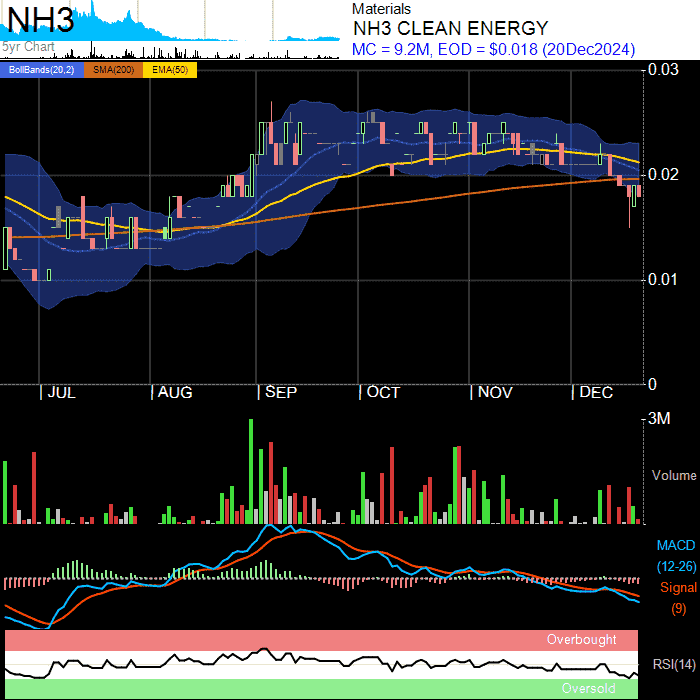 NH3
5yr Chart
Materials
NH3 CLEAN ENERGY
MC = 9.2M, EOD = $0.018 (20Dec2024)
BollBands(20,2) SMA(200) EMA(50)
0.03
0.02
0.01
0
JUL AUG SEP OCT NOV DEC
3M
Volume
MACD
(12-26)
Signal
(9)
Overbought
RSI(14)
Oversold